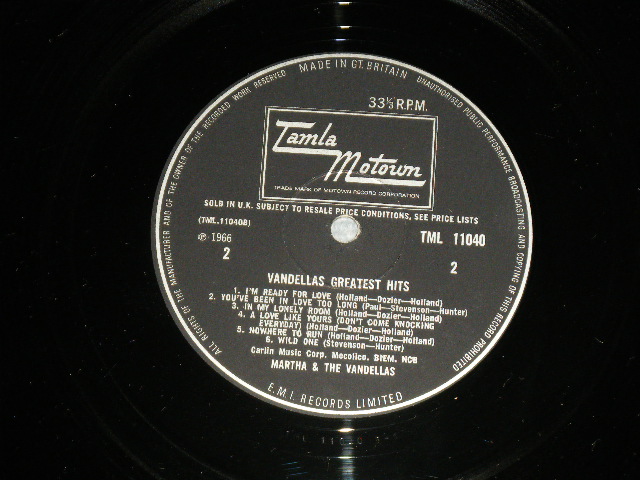 MADE IN GT. BRITAIN
UNAUTHORISED PUBLIC PERFORMANCE BROADCASTING AND COPYING OF THIS RECORD PROHIBITED
ALL RIGHTS OF THE MANUFACTURER AND OF THE OWNER OF THE RECORDED WORK RESERVED
33⅓ R.P.M.
Tamla
Motown
TRADE MARK OF MOTOWN RECORD CORPORATION
SOLD IN U.K. SUBJECT TO RESALE PRICE CONDITIONS, SEE PRICE LISTS
(TML.11040B)
TML 11040
℗ 1966
2
2
VANDELLAS GREATEST HITS
1. I'M READY FOR LOVE (Holland—Dozier—Holland)
2. YOU'VE BEEN IN LOVE TOO LONG (Paul—Stevenson—Hunter)
3. IN MY LONELY ROOM (Holland—Dozier—Holland)
4. A LOVE LIKE YOURS (DON'T COME KNOCKING
EVERYDAY) (Holland—Dozier—Holland)
5. NOWHERE TO RUN (Holland—Dozier—Holland)
6. WILD ONE (Stevenson—Hunter)
Carlin Music Corp. Mecolico. BIEM. NCB
MARTHA & THE VANDELLAS
E.M.I. RECORDS LIMITED